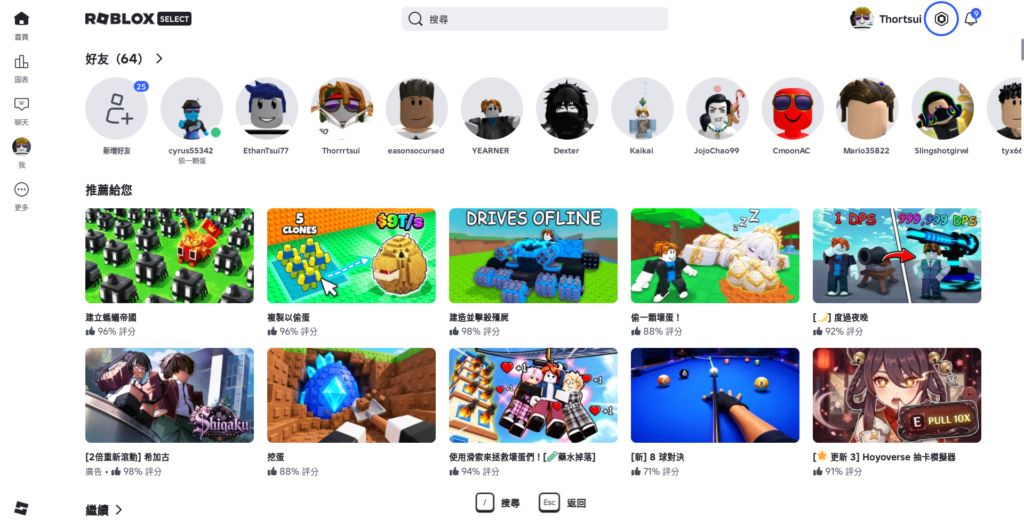 首頁
圖表
聊天
我
更多
ROBLOX SELECT
搜尋
Thortsui
9
好友（64）
25
新增好友
cyrus55342
偷一顆蛋
EthanTsui77
Thorrrtsui
easonsocursed
YEARNER
Dexter
Kaikai
JojoChao99
CmoonAC
Mario35822
Slingshotgirwl
tyx66
推薦給您
5
CLONES
$9T/s
DRIVES OFLINE
z Z Z
1 DPS
999,999 DPS
建立螞蟻帝國
96% 評分
複製以偷蛋
96% 評分
建造並擊殺殭屍
98% 評分
偷一顆壞蛋！
88% 評分
[🌙] 度過夜晚
92% 評分
Shigaku
+1
+1
+1
E PULL 10X
[2倍重新滾動] 希加古
廣告 • 98% 評分
挖蛋
88% 評分
使用滑索來拯救壞蛋們！[🧪藥水掉落]
94% 評分
[新] 8 球對決
71% 評分
[🌟 更新 3] Hoyoverse 抽卡模擬器
91% 評分
繼續
/ 搜尋
Esc 返回